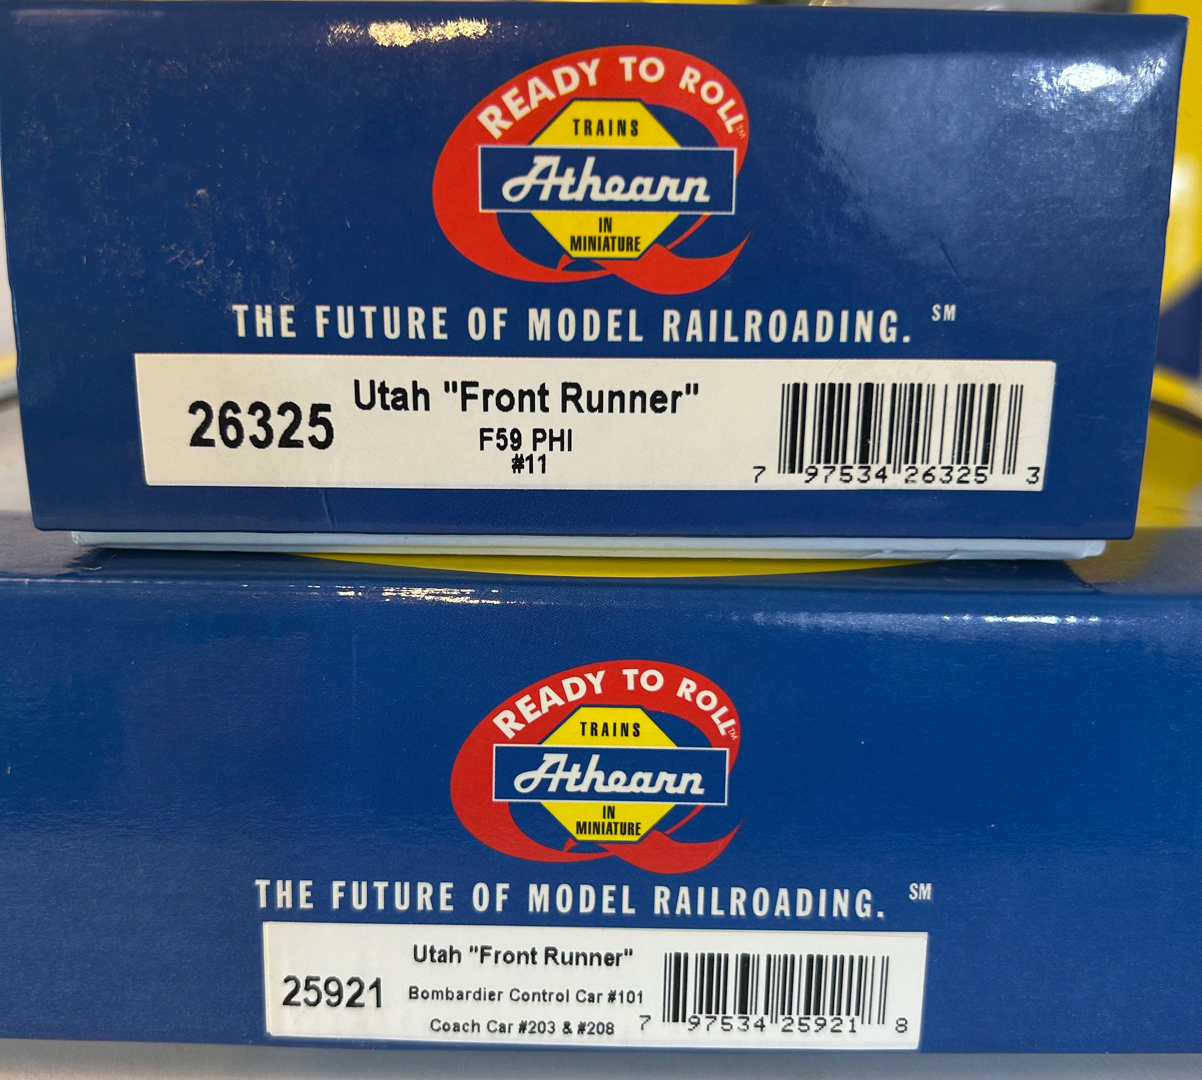 READY TO ROLL™
TRAINS
Athearn
IN
MINIATURE
THE FUTURE OF MODEL RAILROADING. SM
26325
Utah "Front Runner"
F59 PHI
#11
7 97534 26325 3
READY TO ROLL™
TRAINS
Athearn
IN
MINIATURE
THE FUTURE OF MODEL RAILROADING. SM
25921
Utah "Front Runner"
Bombardier Control Car #101
Coach Car #203 & #208
7 97534 25921 8